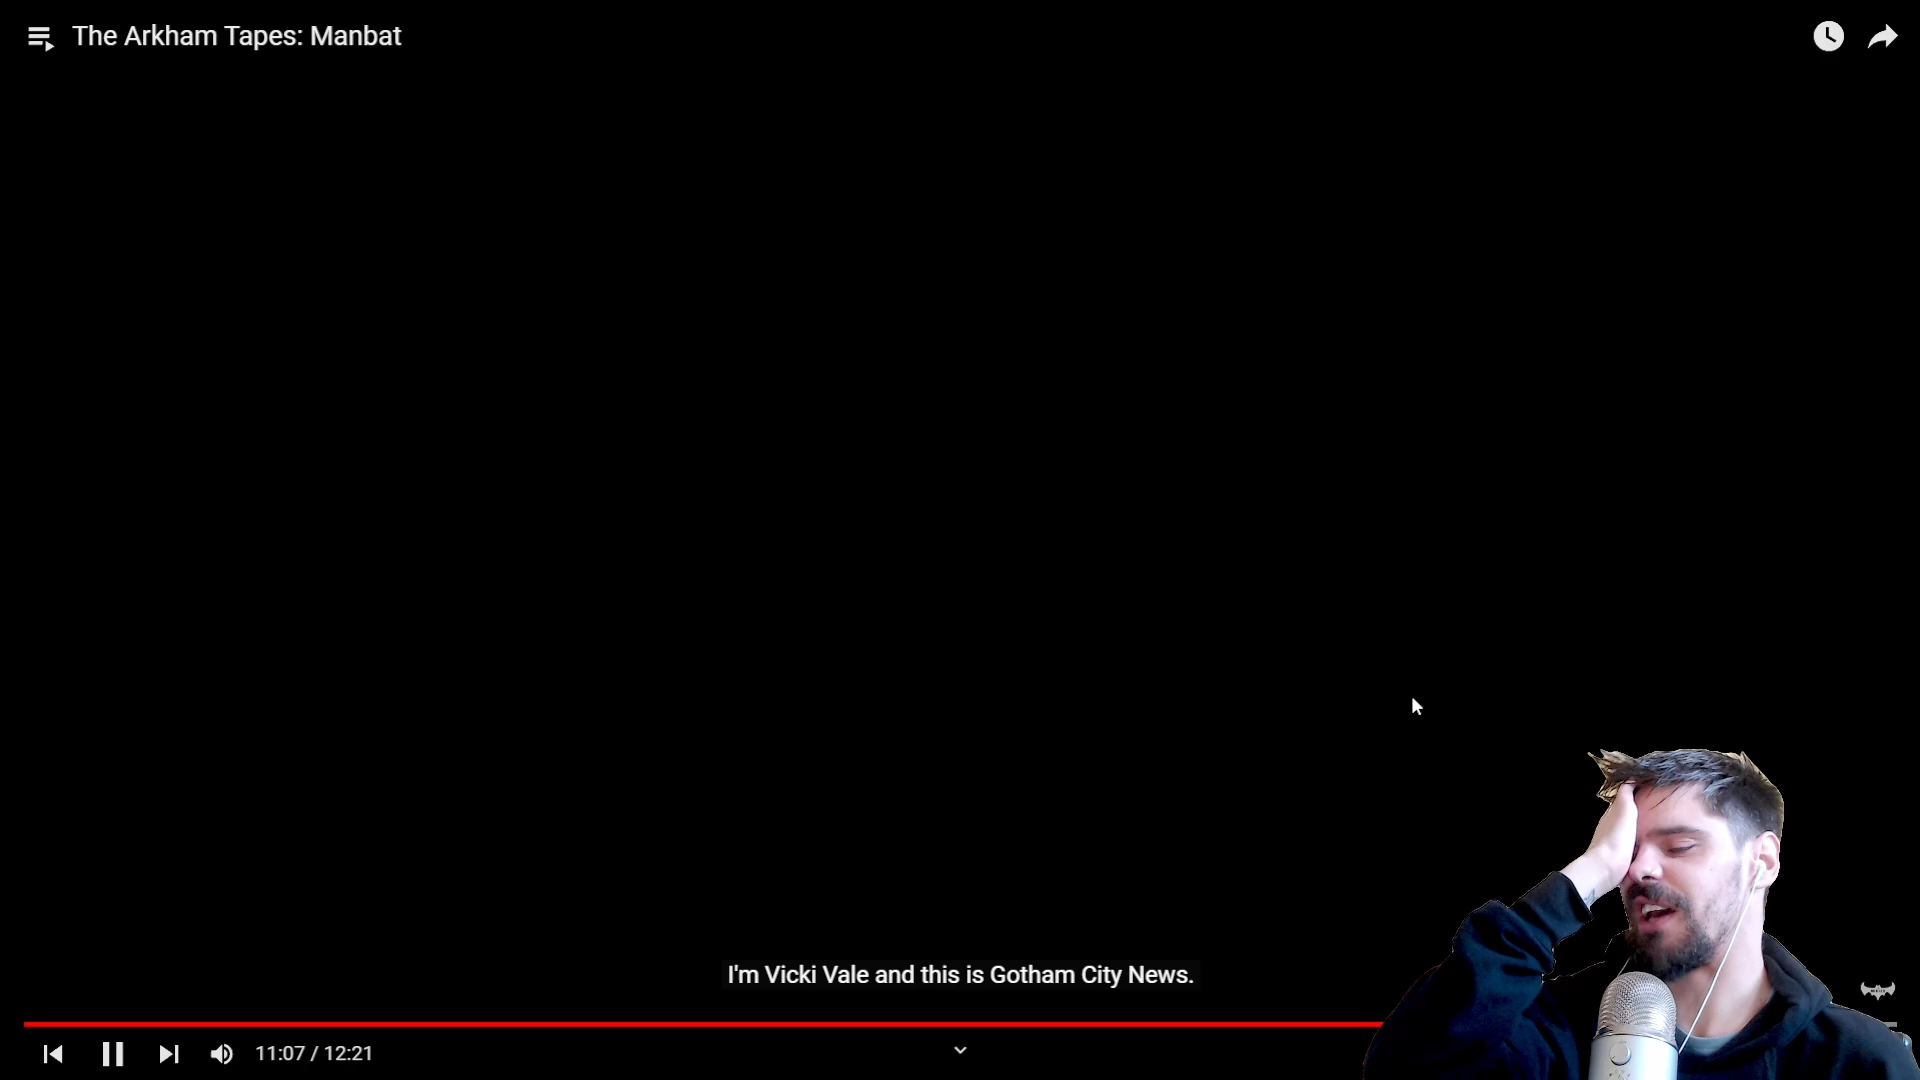 The Arkham Tapes: Manbat
I'm Vicki Vale and this is Gotham City News.
11:07 / 12:21